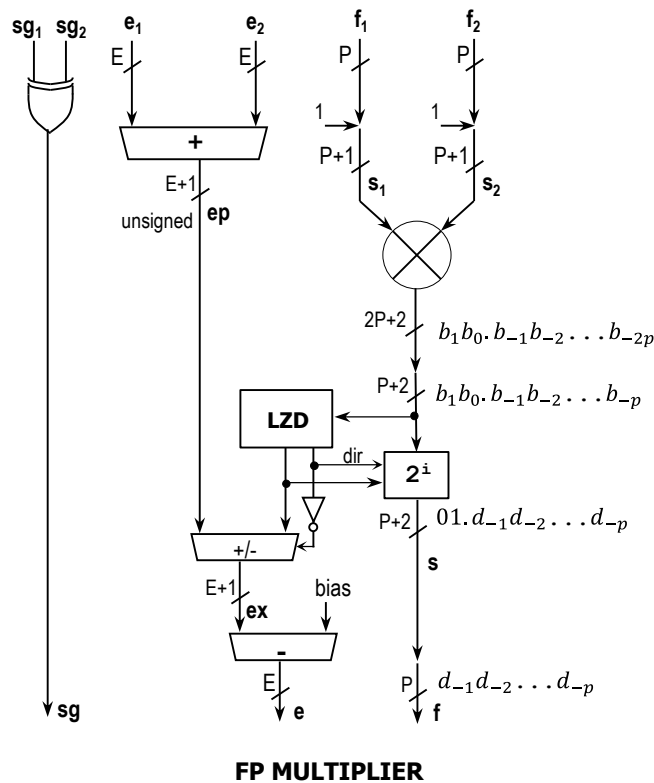 sg₁ sg₂ e₁ e₂ f₁ f₂
E E P P
1 1
+
P+1 P+1
E+1 s₁ s₂
unsigned ep
2P+2 b₁b₀.b₋₁b₋₂ . . . b₋₂ₚ
P+2 b₁b₀.b₋₁b₋₂ . . . b₋ₚ
LZD
dir
2ⁱ
P+2 01.d₋₁d₋₂ . . . d₋ₚ
+/-
s
E+1 bias
ex
-
E P d₋₁d₋₂ . . . d₋ₚ
sg e f
FP MULTIPLIER